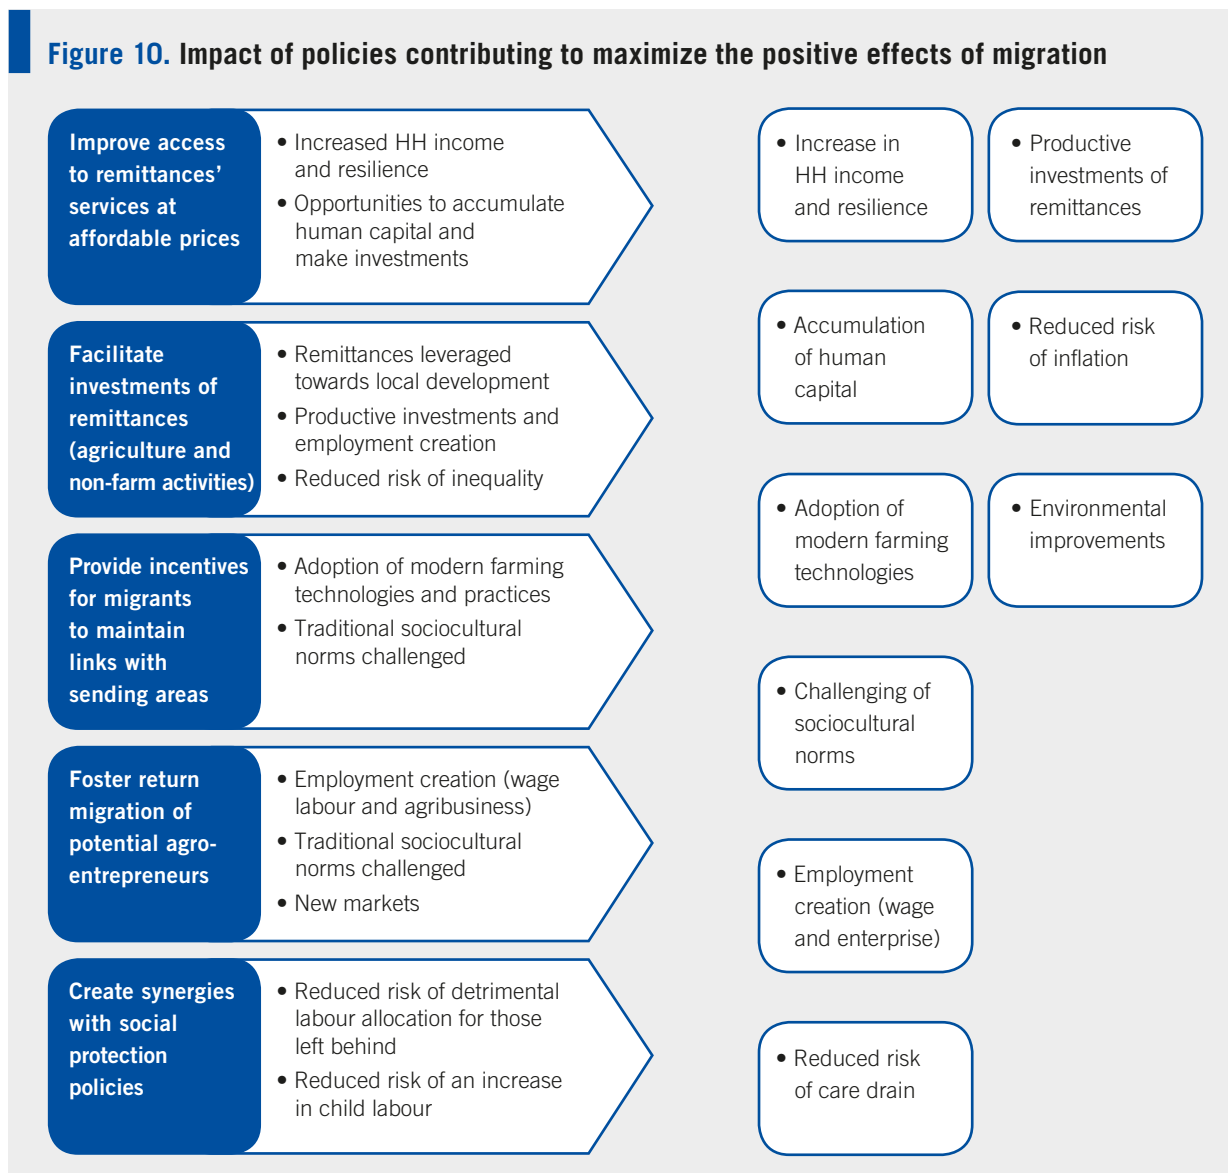 Figure 10. Impact of policies contributing to maximize the positive effects of migration
Improve access
to remittances’
services at
affordable prices
• Increased HH income
and resilience
• Opportunities to accumulate
human capital and
make investments
Facilitate
investments of
remittances
(agriculture and
non-farm activities)
• Remittances leveraged
towards local development
• Productive investments and
employment creation
• Reduced risk of inequality
Provide incentives
for migrants
to maintain
links with
sending areas
• Adoption of modern farming
technologies and practices
• Traditional sociocultural
norms challenged
Foster return
migration of
potential agro-
entrepreneurs
• Employment creation (wage
labour and agribusiness)
• Traditional sociocultural
norms challenged
• New markets
Create synergies
with social
protection
policies
• Reduced risk of detrimental
labour allocation for those
left behind
• Reduced risk of an increase
in child labour
• Increase in
HH income
and resilience
• Productive
investments of
remittances
• Accumulation
of human
capital
• Reduced risk
of inflation
• Adoption of
modern farming
technologies
• Environmental
improvements
• Challenging of
sociocultural
norms
• Employment
creation (wage
and enterprise)
• Reduced risk
of care drain